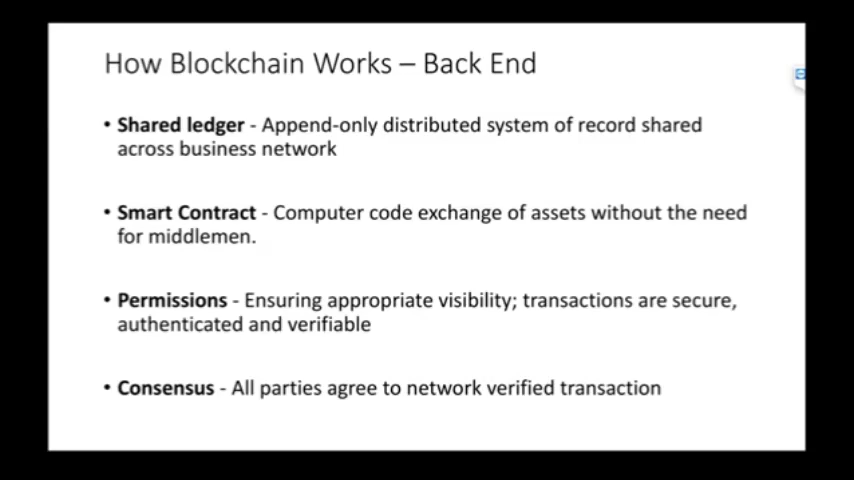 How Blockchain Works – Back End
• Shared ledger - Append-only distributed system of record shared
across business network
• Smart Contract - Computer code exchange of assets without the need
for middlemen.
• Permissions - Ensuring appropriate visibility; transactions are secure,
authenticated and verifiable
• Consensus - All parties agree to network verified transaction